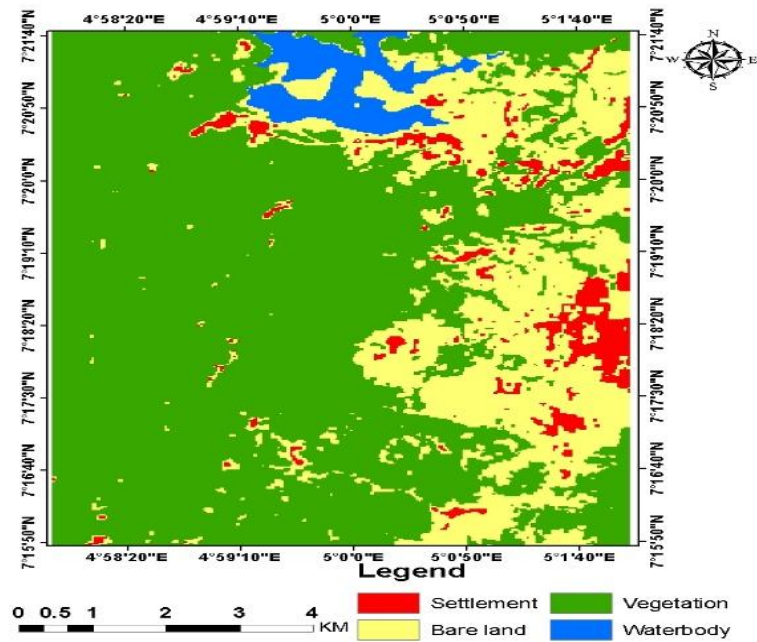 4°58'20"E 4°59'10"E 5°0'0"E 5°0'50"E 5°1'40"E
N
W E
S
7°21'40"N 7°21'40"N
7°20'50"N 7°20'50"N
7°20'0"N 7°20'0"N
7°19'10"N 7°19'10"N
7°18'20"N 7°18'20"N
7°17'30"N 7°17'30"N
7°16'40"N 7°16'40"N
7°15'50"N 7°15'50"N
4°58'20"E 4°59'10"E 5°0'0"E 5°0'50"E 5°1'40"E
Legend
0 0.5 1 2 3 4 KM
Settlement Vegetation
Bare land Waterbody